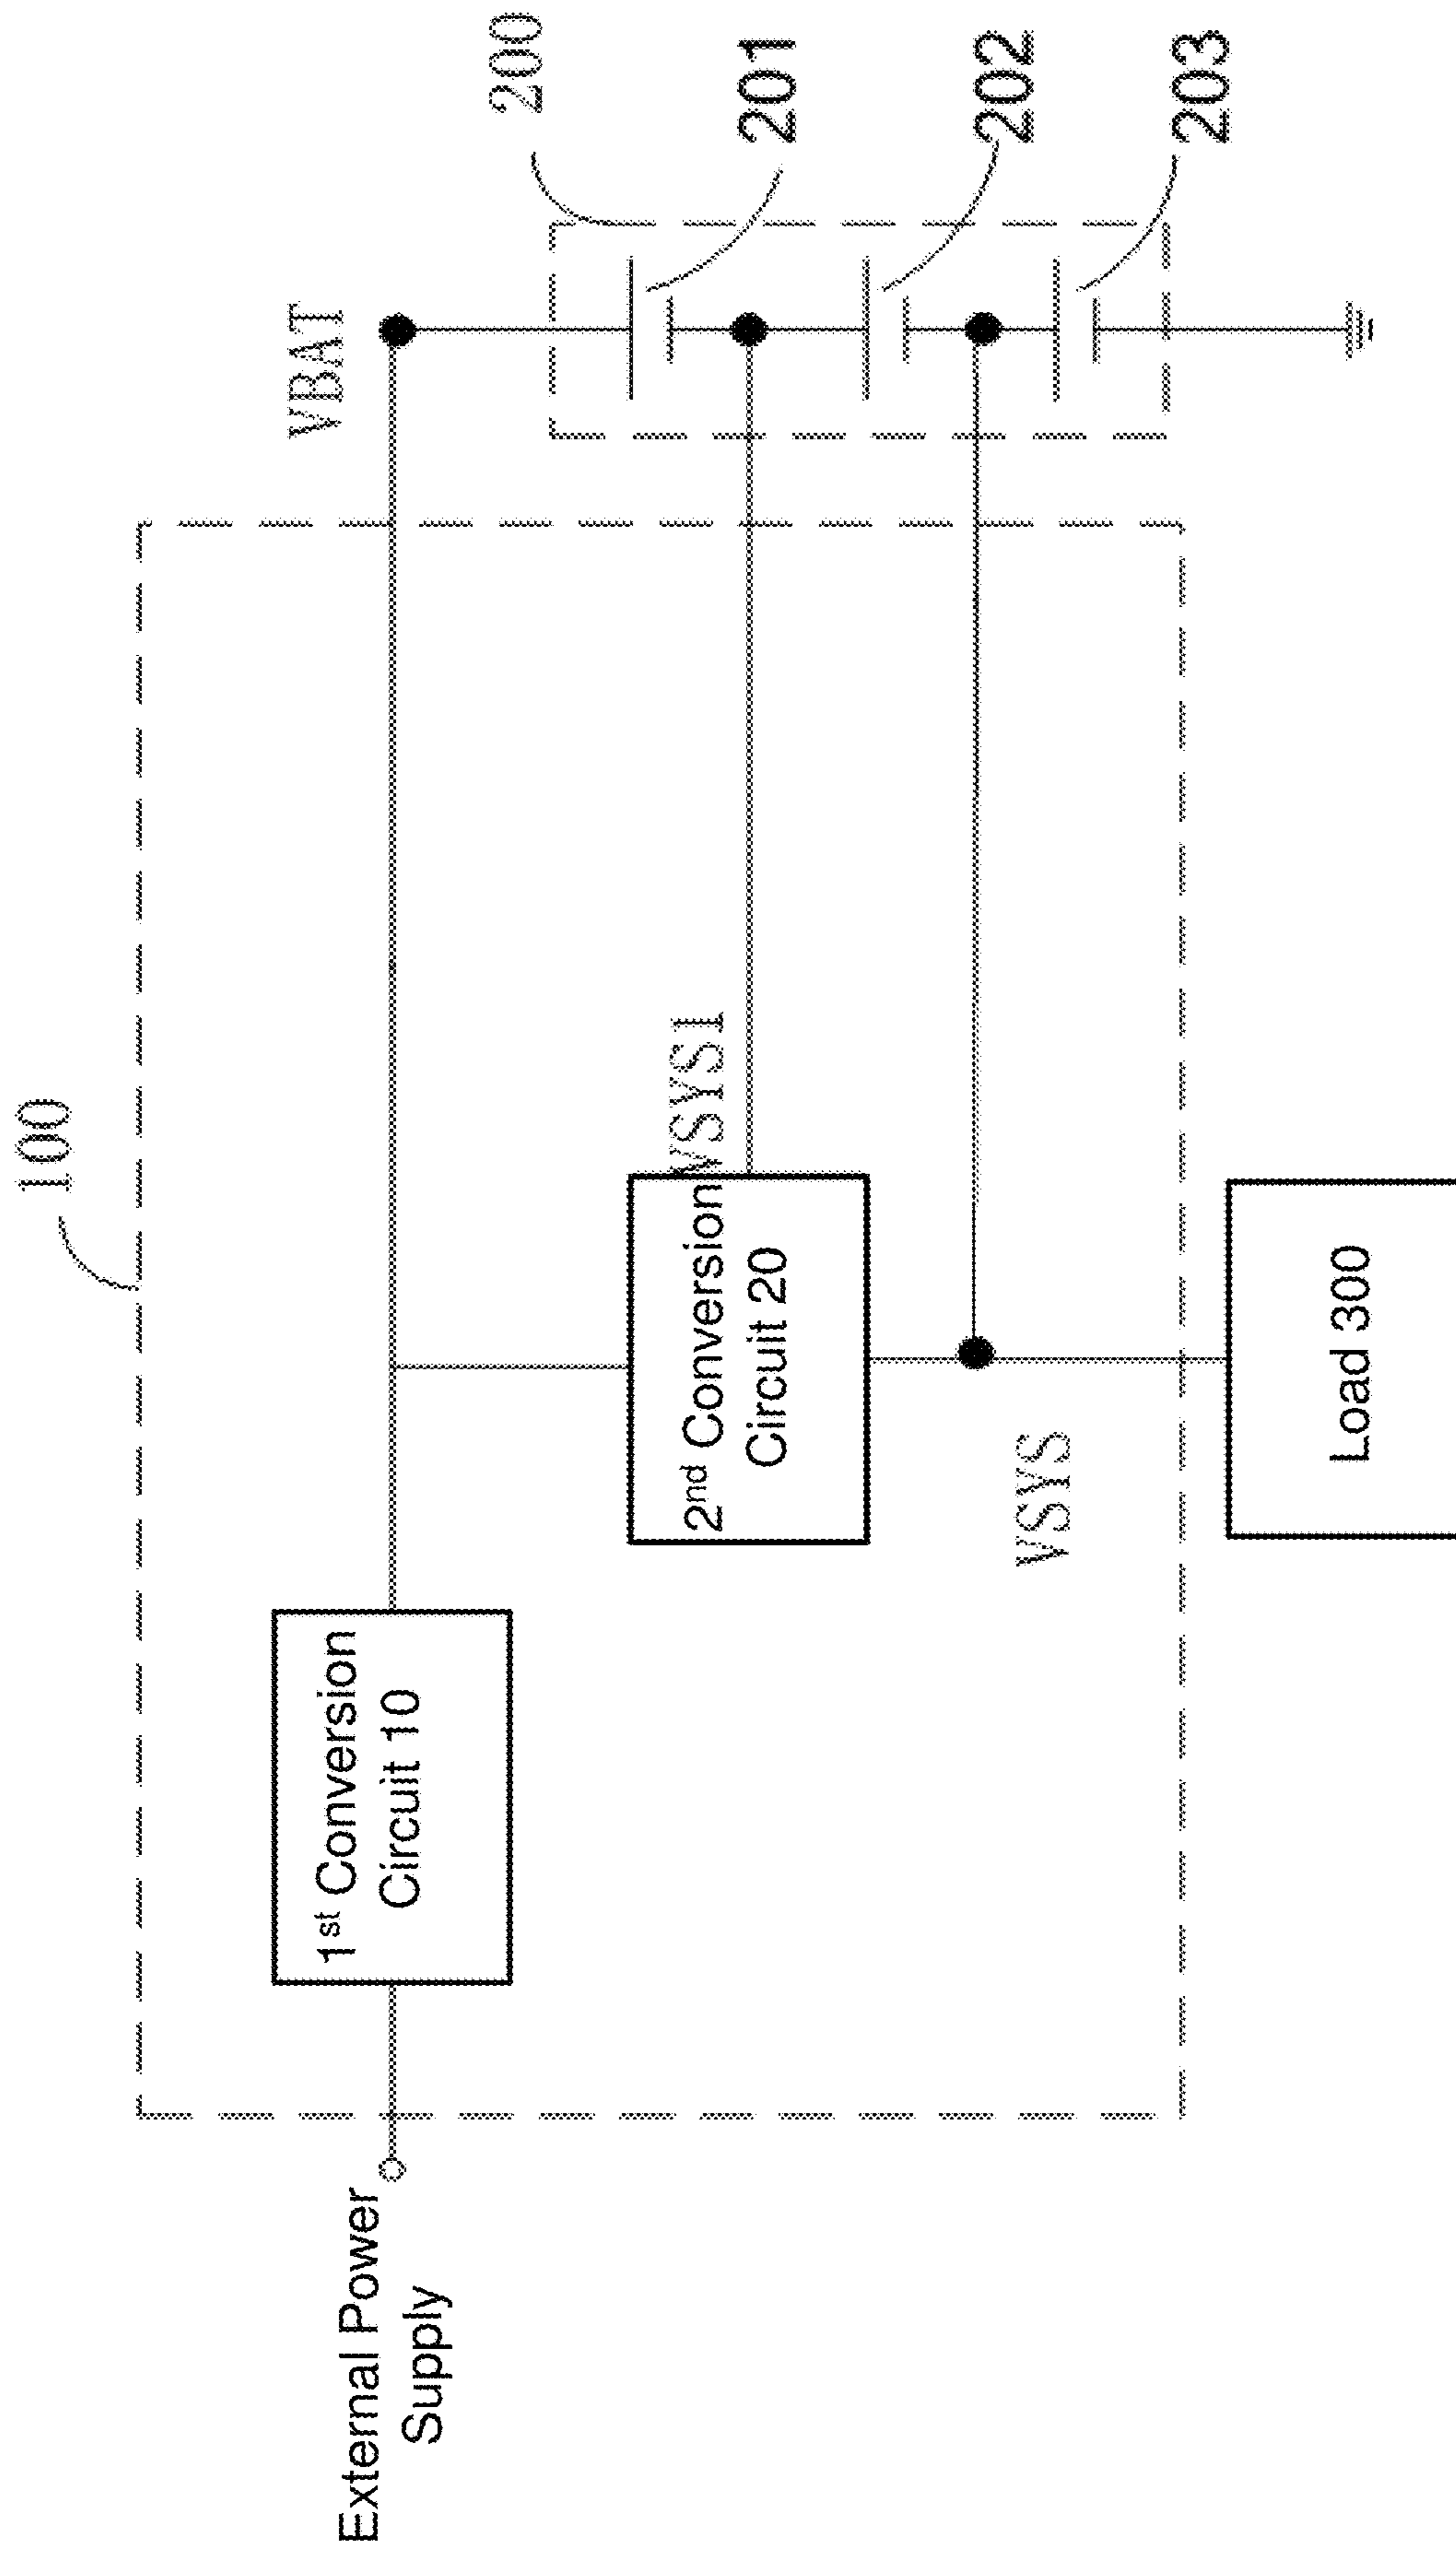 100
VBAT
200
201
202
203
External Power
Supply
1st Conversion
Circuit 10
2nd Conversion
Circuit 20
VSYS1
VSYS
Load 300